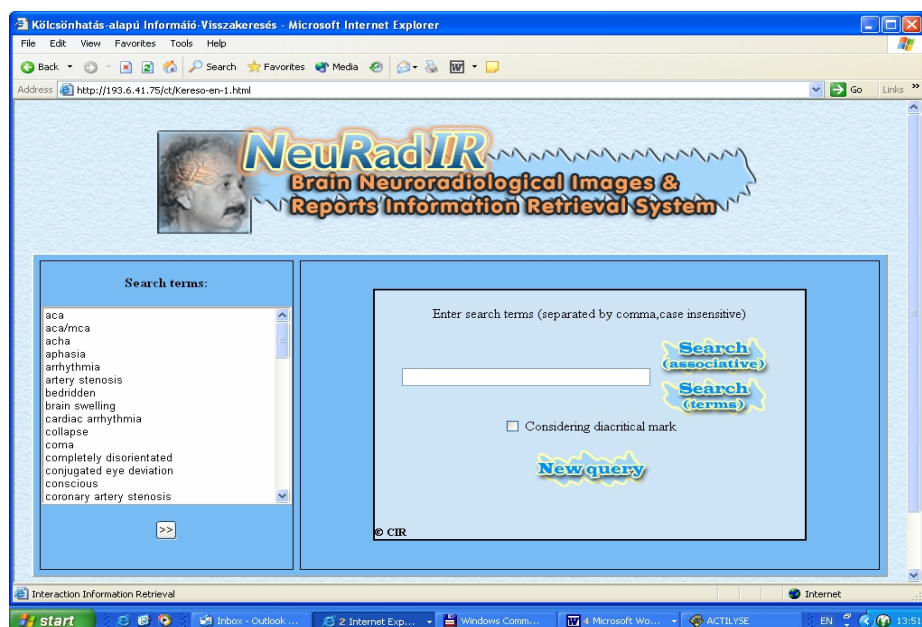 Kölcsönhatás-alapú Informáió-Visszakeresés - Microsoft Internet Explorer
File Edit View Favorites Tools Help
Back Search Favorites Media
Address http://193.6.41.75/ct/Kereso-en-1.html Go Links »
NeuRadIR
Brain Neuroradiological Images &
Reports Information Retrieval System
Search terms:
aca
aca/mca
acha
aphasia
arrhythmia
artery stenosis
bedridden
brain swelling
cardiac arrhythmia
collapse
coma
completely disorientated
conjugated eye deviation
conscious
coronary artery stenosis
>>
Enter search terms (separated by comma,case insensitive)
Search
(associative)
Search
(terms)
Considering diacritical mark
New query
© CIR
Interaction Information Retrieval Internet
start Inbox - Outlook ... 2 Internet Exp... Windows Comm... 4 Microsoft Wo... ACTILYSE EN 13:51